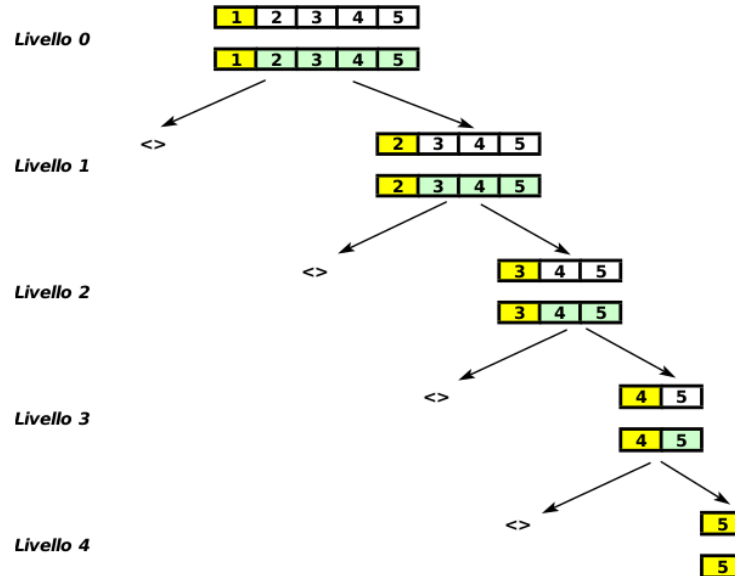 1 2 3 4 5
Livello 0
1 2 3 4 5
<> 2 3 4 5
Livello 1
2 3 4 5
<> 3 4 5
Livello 2
3 4 5
<> 4 5
Livello 3
4 5
<> 5
Livello 4
5